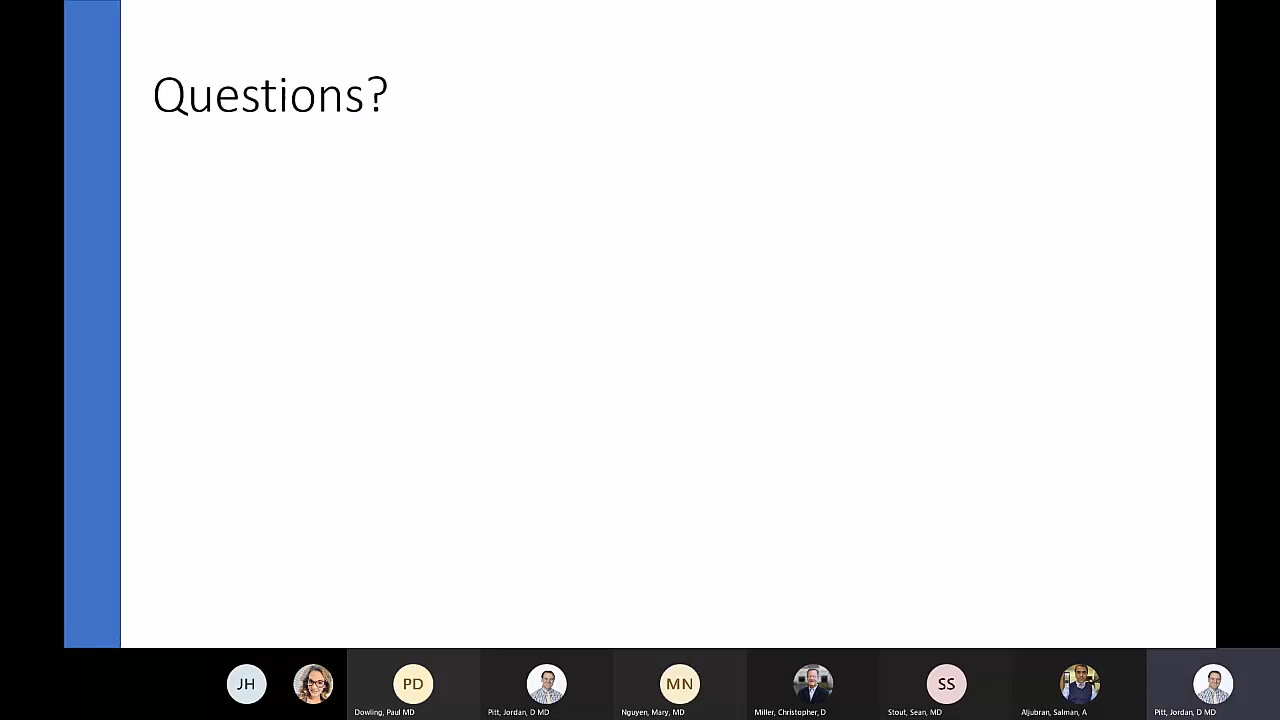 Questions?
JH
PD
MN
SS
Dowling, Paul MD
Pitt, Jordan, D MD
Nguyen, Mary, MD
Miller, Christopher, D
Stout, Sean, MD
Aljubran, Salman, A
Pitt, Jordan, D MD